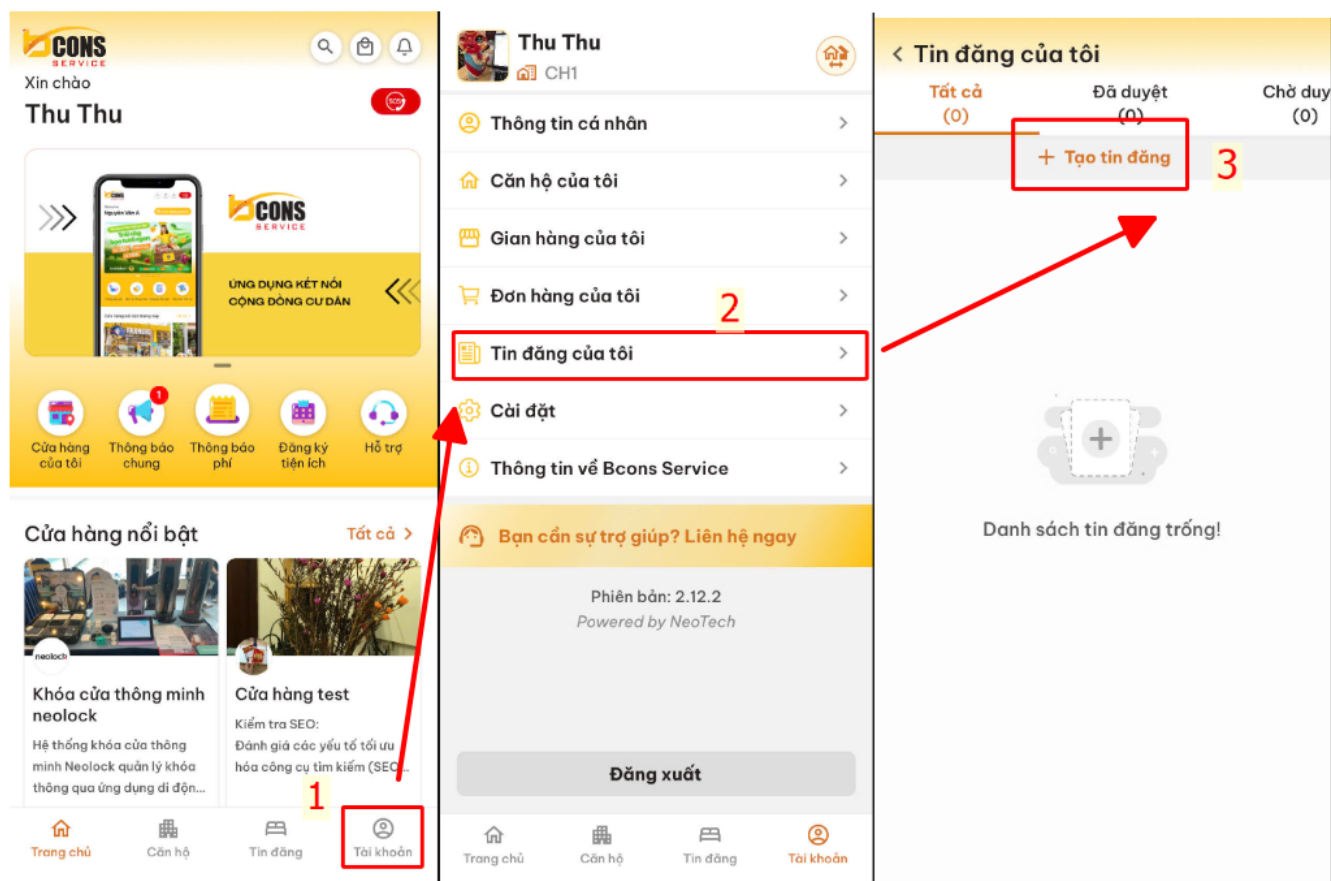 bCONS
SERVICE
Xin chào
Thu Thu
SOS
CONS
SERVICE
ỨNG DỤNG KẾT NỐI
CỘNG ĐỒNG CƯ DÂN
1
Cửa hàng của tôi
Thông báo chung
Thông báo phí
Đăng ký tiện ích
Hỗ trợ
Cửa hàng nổi bật
Tất cả >
neolock
Khóa cửa thông minh
neolock
Hệ thống khóa cửa thông
minh Neolock quản lý khóa
thông qua ứng dụng di độn...
Cửa hàng test
Kiểm tra SEO:
Đánh giá các yếu tố tối ưu
hóa công cụ tìm kiếm (SEO...
1
Trang chủ
Căn hộ
Tin đăng
Tài khoản
Thu Thu
CH1
Thông tin cá nhân
Căn hộ của tôi
Gian hàng của tôi
Đơn hàng của tôi
2
Tin đăng của tôi
Cài đặt
Thông tin về Bcons Service
Bạn cần sự trợ giúp? Liên hệ ngay
Phiên bản: 2.12.2
Powered by NeoTech
Đăng xuất
Trang chủ
Căn hộ
Tin đăng
Tài khoản
< Tin đăng của tôi
Tất cả
(0)
Đã duyệt
(0)
Chờ duy
(0)
+ Tạo tin đăng
3
Danh sách tin đăng trống!